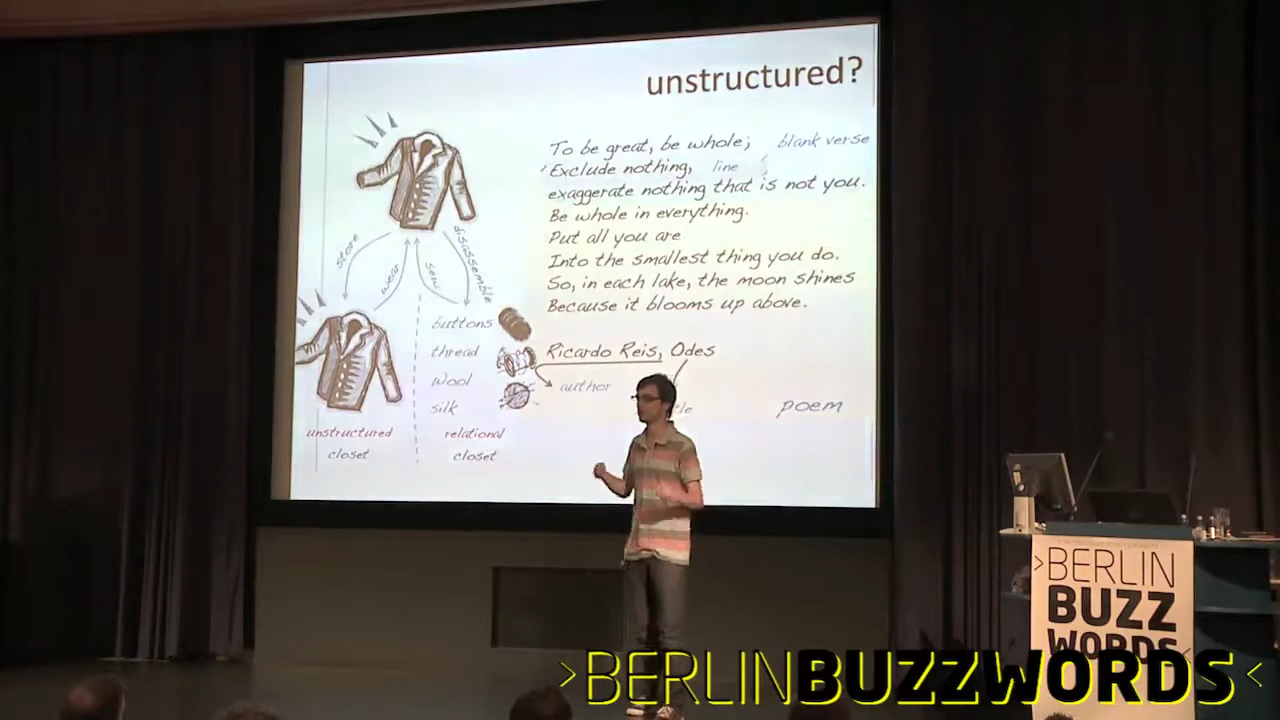 unstructured?
To be great, be whole;
blank verse
Exclude nothing,
line
exaggerate nothing that is not you.
Be whole in everything.
Put all you are
Into the smallest thing you do.
So, in each lake, the moon shines
Because it blooms up above.
Ricardo Reis, Odes
author
poem
store
wear
sew
disassemble
buttons
thread
wool
silk
unstructured
closet
relational
closet
>BERLIN
BUZZ
WORDS<
>BERLINBUZZWORDS<